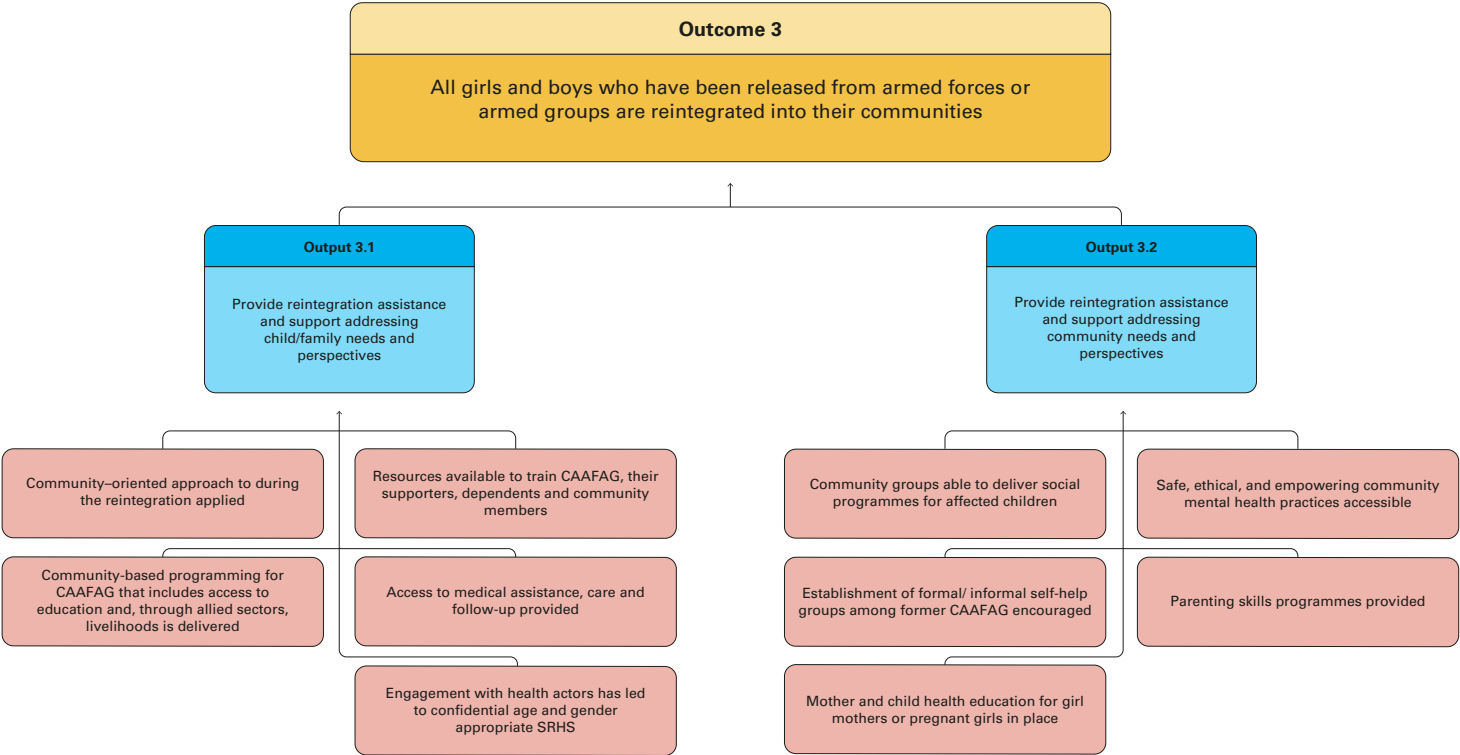 Outcome 3
All girls and boys who have been released from armed forces or
armed groups are reintegrated into their communities
Output 3.1
Provide reintegration assistance
and support addressing
child/family needs and
perspectives
Output 3.2
Provide reintegration assistance
and support addressing
community needs and
perspectives
Community–oriented approach to during
the reintegration applied
Resources available to train CAAFAG, their
supporters, dependents and community
members
Community-based programming for
CAAFAG that includes access to
education and, through allied sectors,
livelihoods is delivered
Access to medical assistance, care and
follow-up provided
Engagement with health actors has led
to confidential age and gender
appropriate SRHS
Community groups able to deliver social
programmes for affected children
Safe, ethical, and empowering community
mental health practices accessible
Establishment of formal/ informal self-help
groups among former CAAFAG encouraged
Parenting skills programmes provided
Mother and child health education for girl
mothers or pregnant girls in place